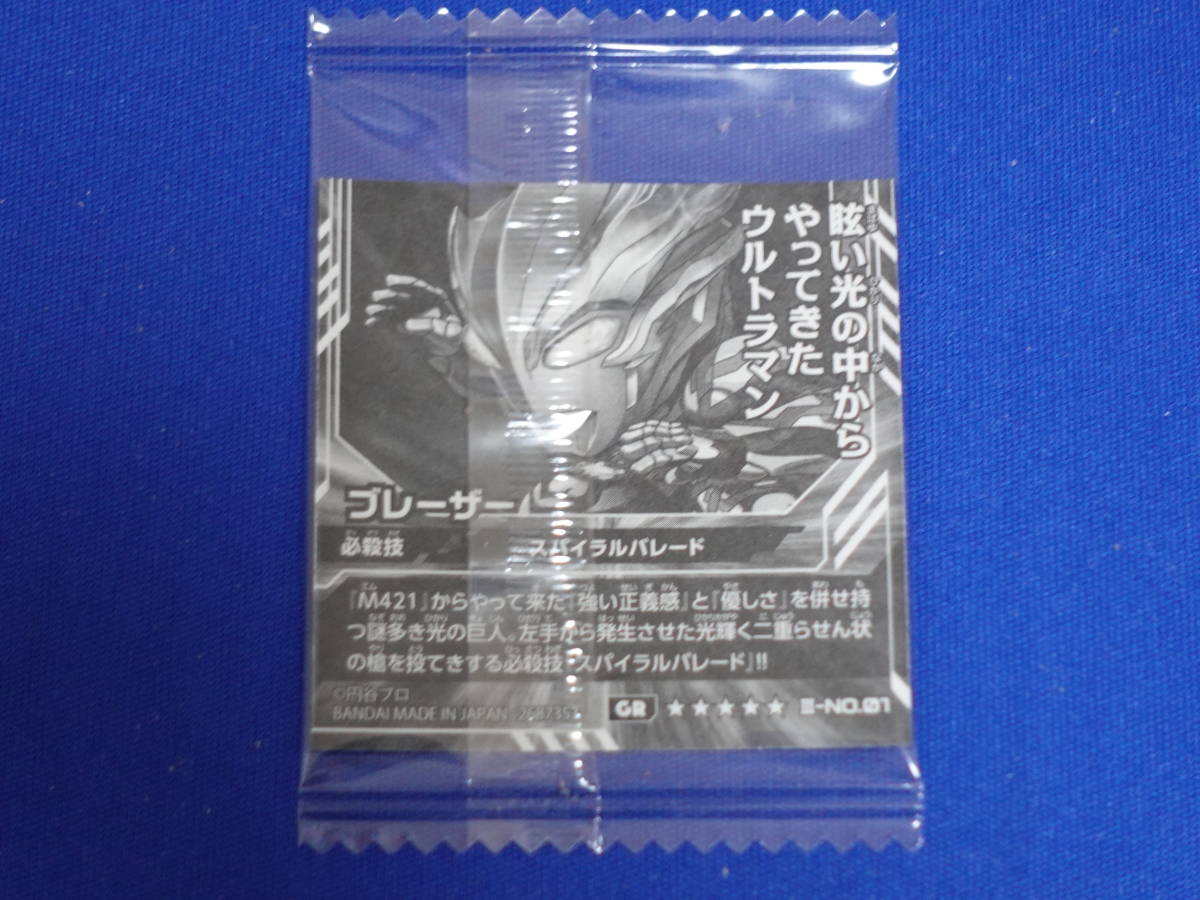 眩い光の中から
やってきた
ウルトラマン
ブレーザー
必殺技 スパイラルバレード
『M421』からやって来た『強い正義感』と『優しさ』を併せ持
つ謎多き光の巨人。左手から発生させた光輝く二重らせん状
の槍を投てきする必殺技『スパイラルバレード』!!
©円谷プロ
BANDAI MADE IN JAPAN
GR ★★★★★ Ⅲ-NO.01